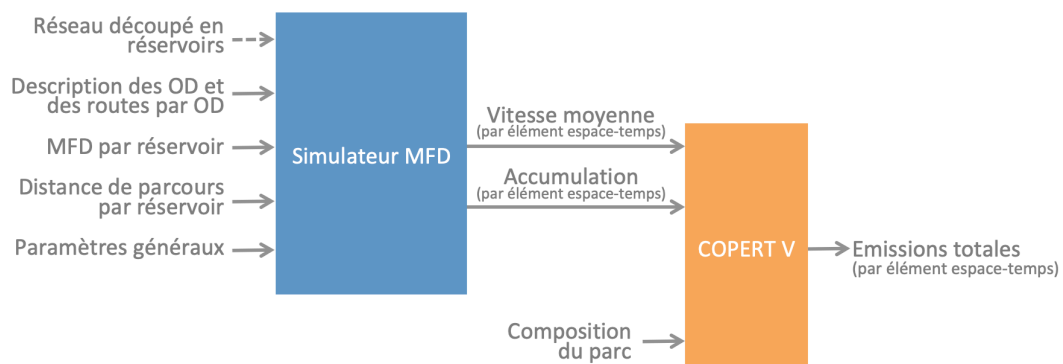 Réseau découpé en
réservoirs
Description des OD et
des routes par OD
MFD par réservoir
Distance de parcours
par réservoir
Paramètres généraux
Simulateur MFD
Vitesse moyenne
(par élément espace-temps)
Accumulation
(par élément espace-temps)
Composition
du parc
COPERT V
Emissions totales
(par élément espace-temps)